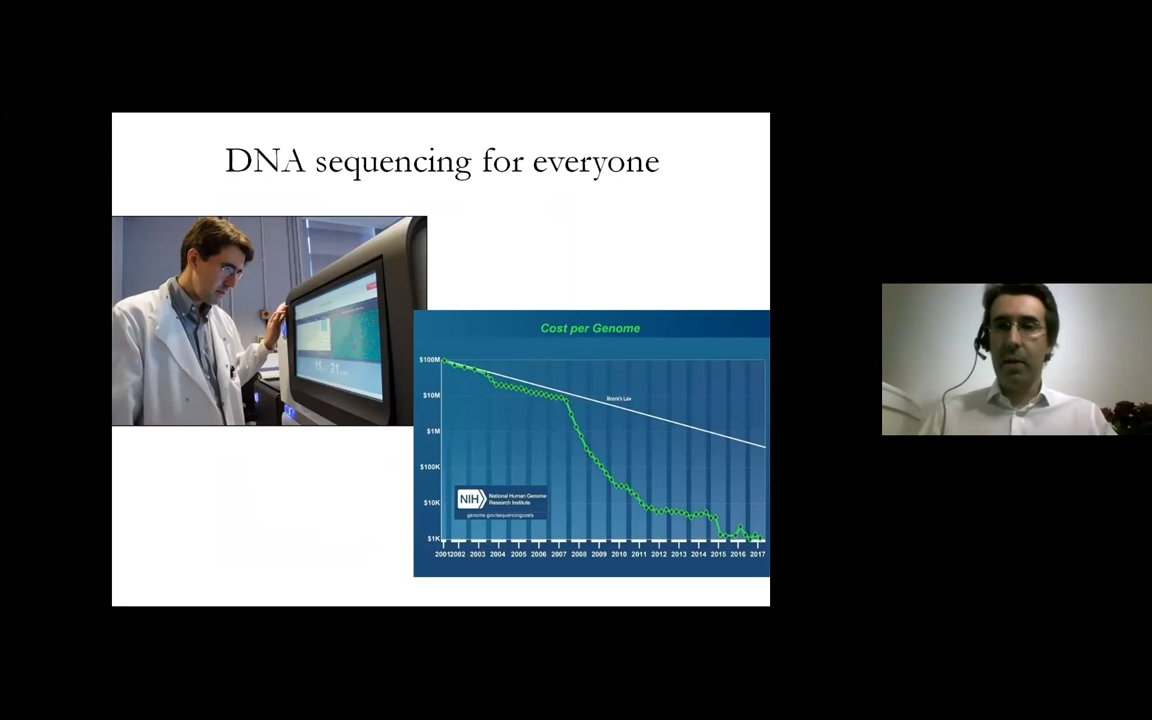 DNA sequencing for everyone
Cost per Genome
$100M
$10M
$1M
$100K
$10K
$1K
Moore's Law
NIH
National Human Genome
Research Institute
genome.gov/sequencingcosts
2001 2002 2003 2004 2005 2006 2007 2008 2009 2010 2011 2012 2013 2014 2015 2016 2017